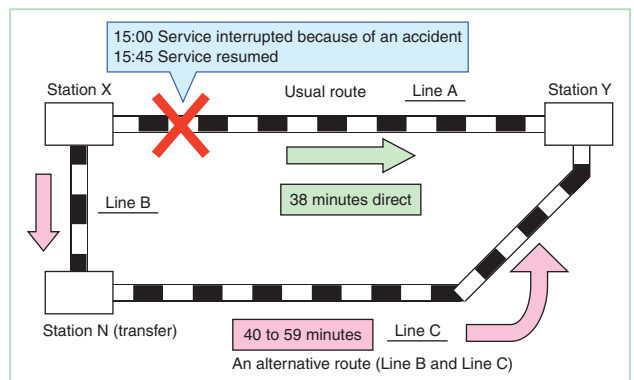 15:00 Service interrupted because of an accident
15:45 Service resumed
Station X
Usual route
Line A
Station Y
38 minutes direct
Line B
Station N (transfer)
40 to 59 minutes
Line C
An alternative route (Line B and Line C)